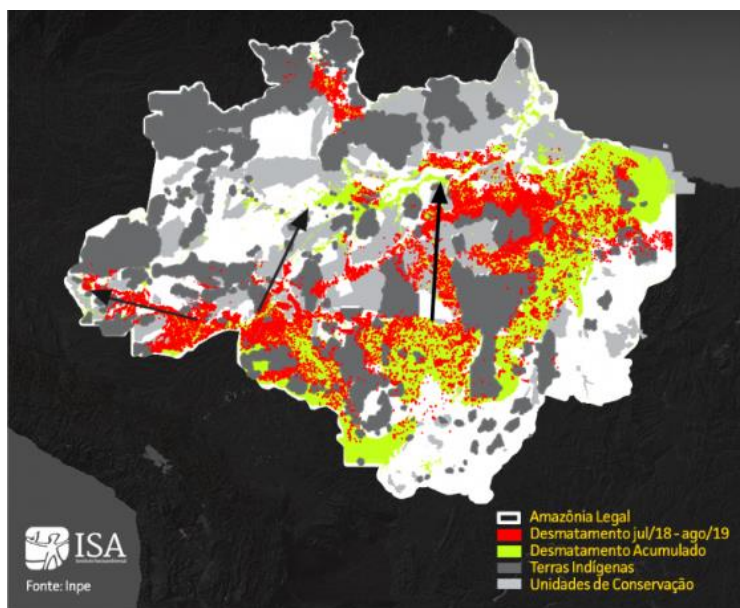 Amazônia Legal
Desmatamento jul/18 - ago/19
Desmatamento Acumulado
Terras Indígenas
Unidades de Conservação
ISA
Fonte: Inpe